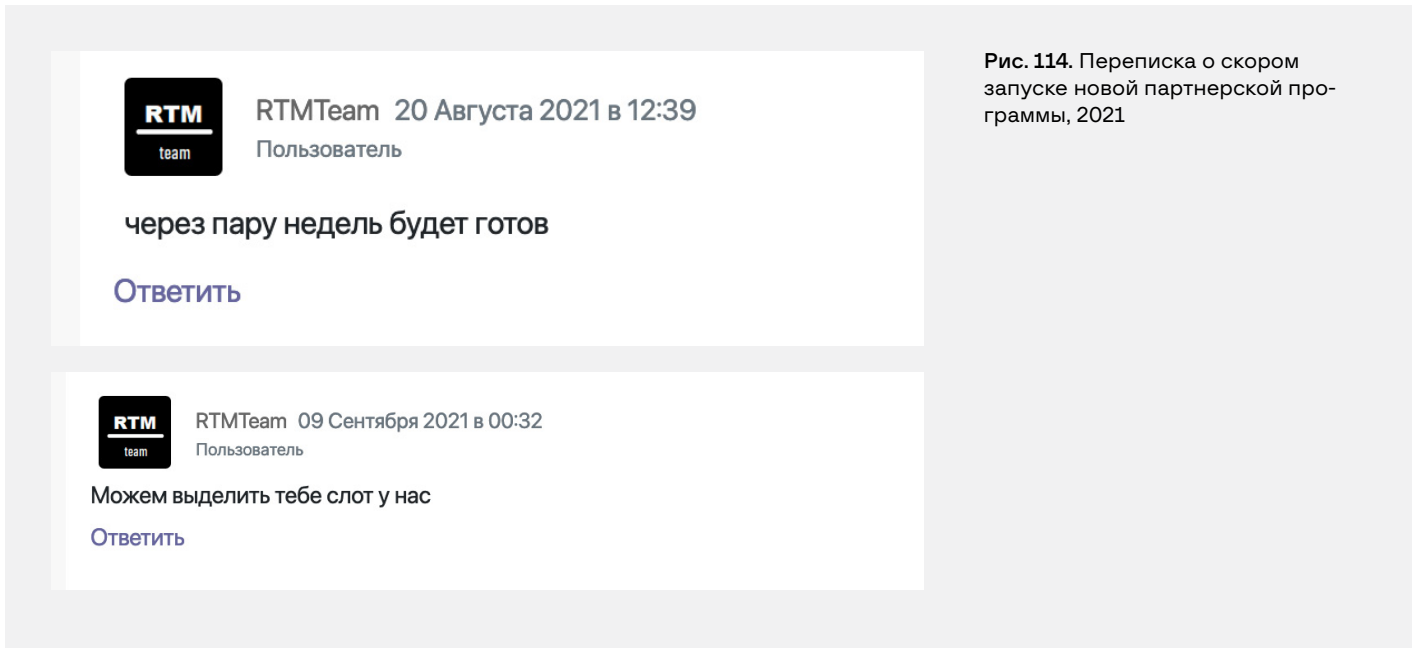 RTM
team
RTMTeam 20 Августа 2021 в 12:39
Пользователь
через пару недель будет готов
Ответить
RTM
team
RTMTeam 09 Сентября 2021 в 00:32
Пользователь
Можем выделить тебе слот у нас
Ответить
Рис. 114. Переписка о скором
запуске новой партнерской про-
граммы, 2021